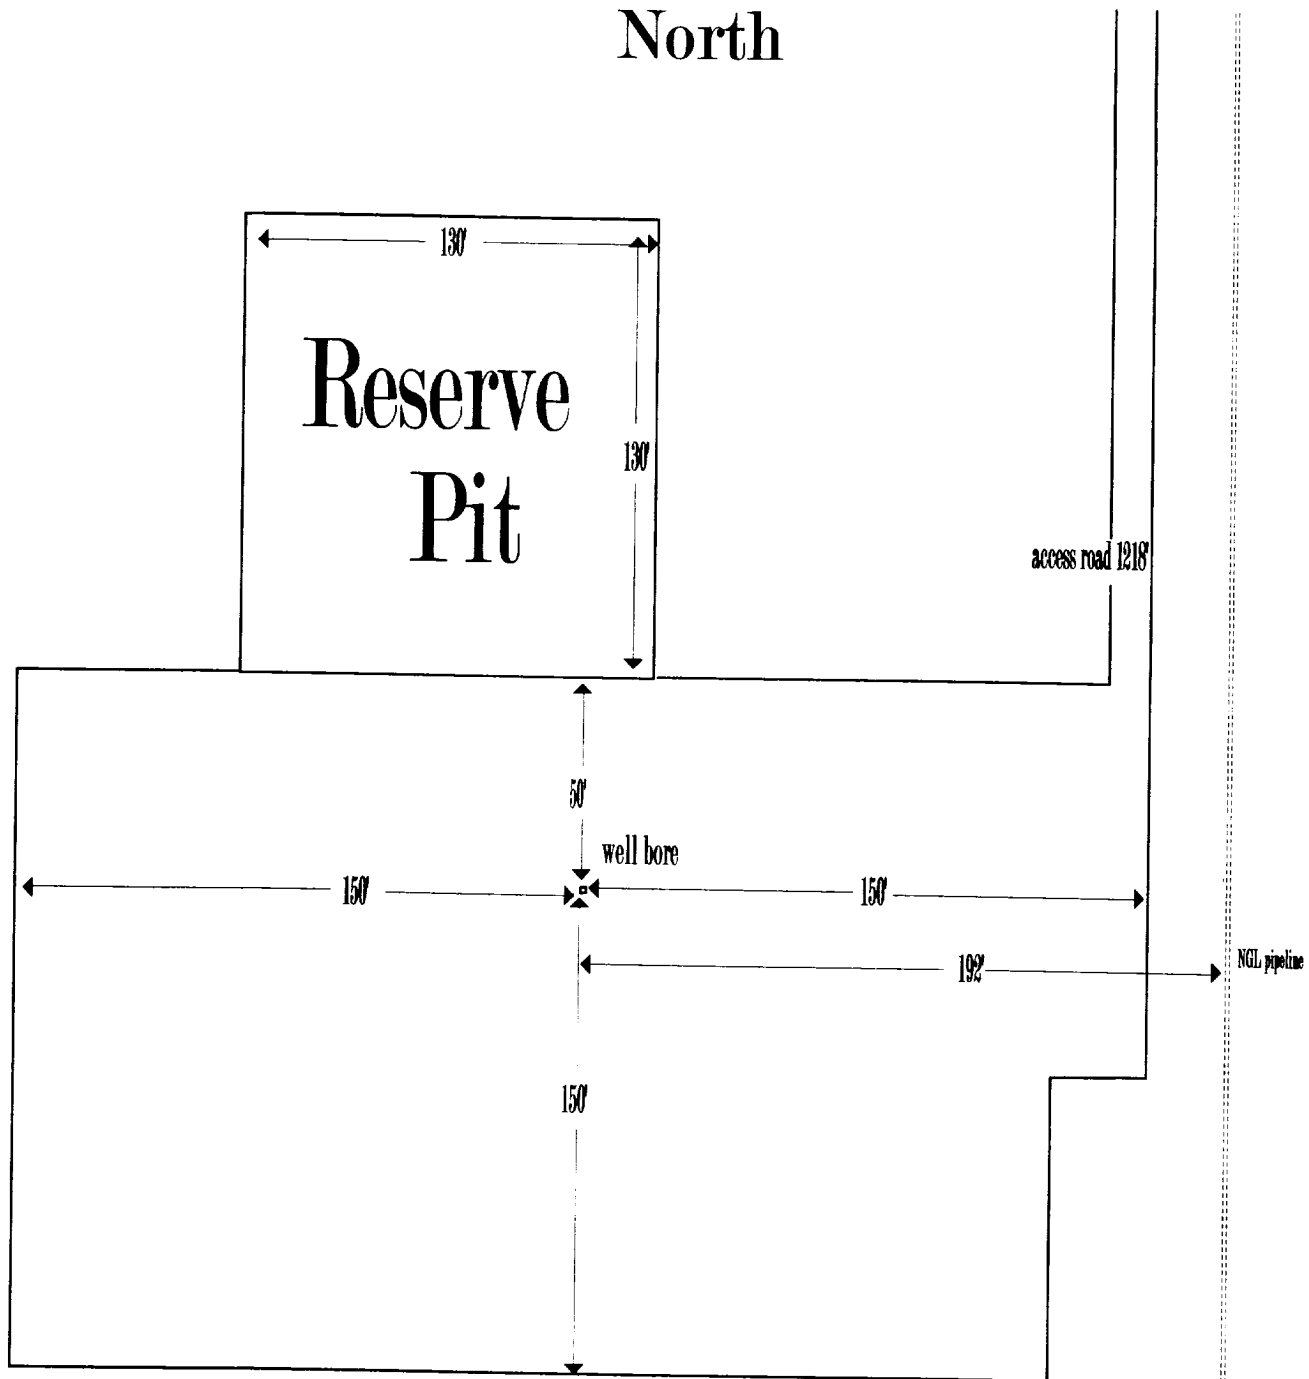 North
130'
Reserve
130'
Pit
access road 1218'
50'
well bore
150'
150'
192'
NGL pipeline
150'